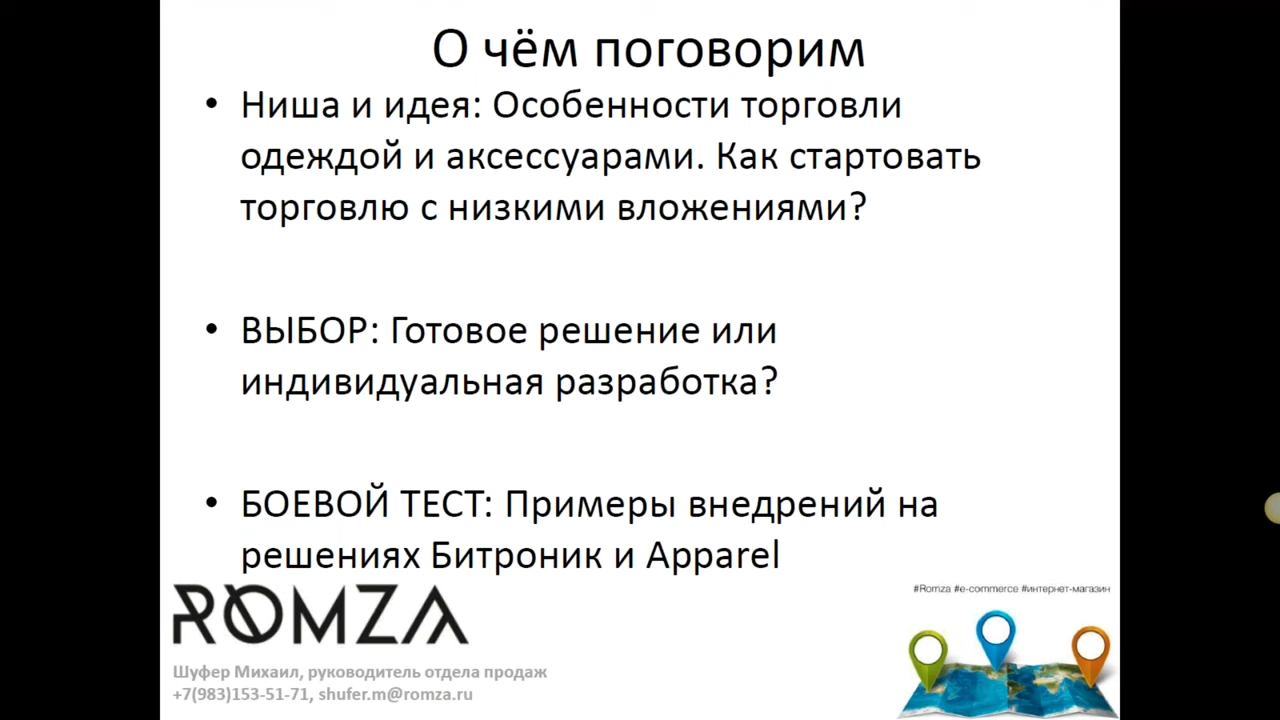 О чём поговорим
• Ниша и идея: Особенности торговли
одеждой и аксессуарами. Как стартовать
торговлю с низкими вложениями?
• ВЫБОР: Готовое решение или
индивидуальная разработка?
• БОЕВОЙ ТЕСТ: Примеры внедрений на
решениях Битроник и Apparel
ROMZA
#Romza #e-commerce #интернет-магазин
Шуфер Михаил, руководитель отдела продаж
+7(983)153-51-71, shufer.m@romza.ru